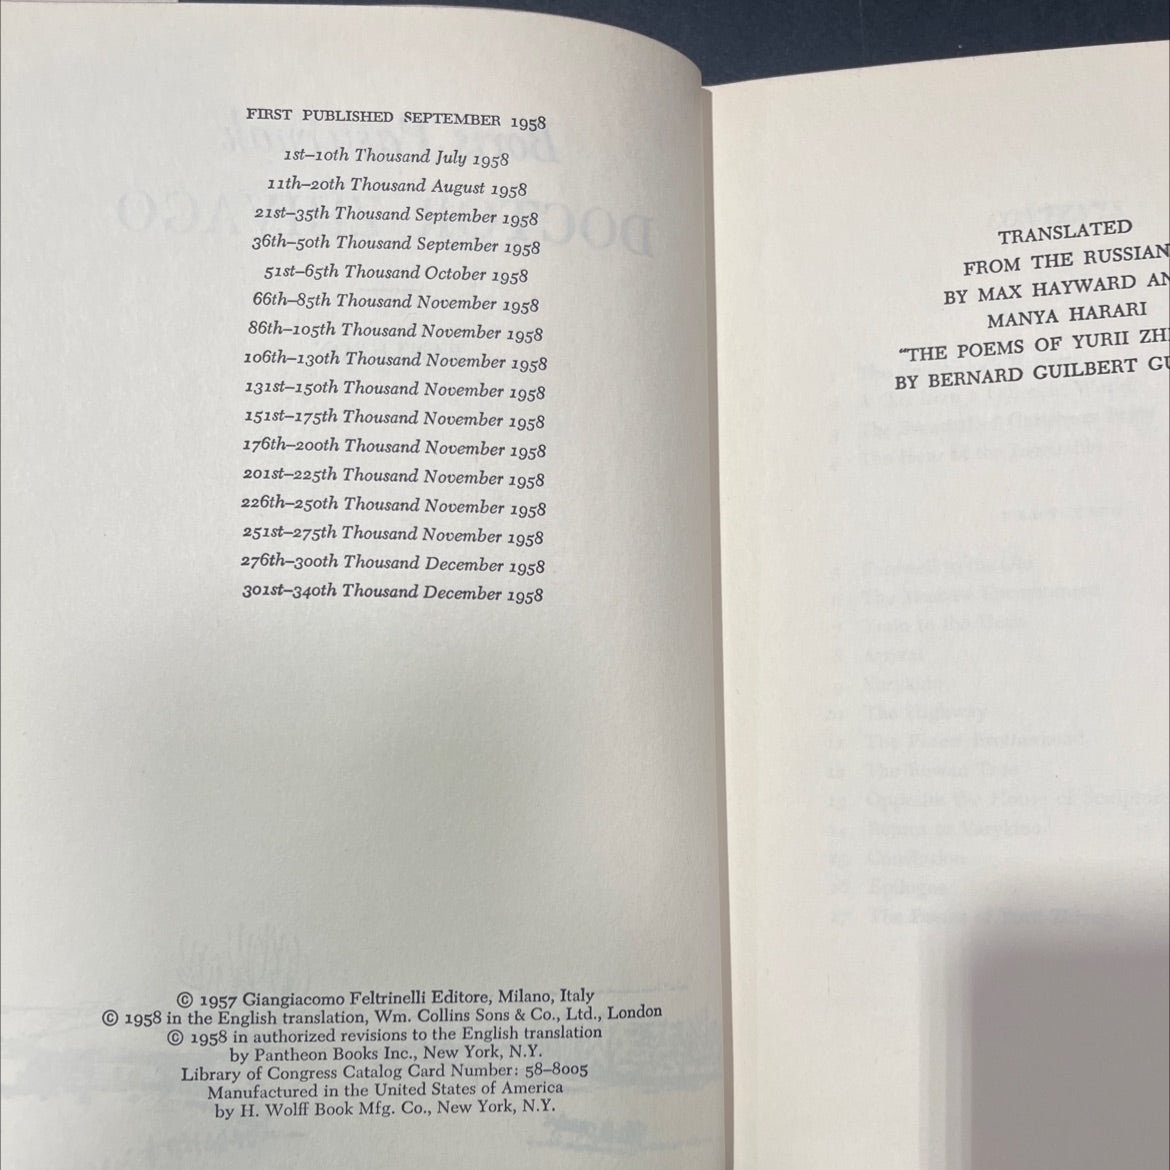 FIRST PUBLISHED SEPTEMBER 1958
1st–10th Thousand July 1958
11th–20th Thousand August 1958
21st–35th Thousand September 1958
36th–50th Thousand September 1958
51st–65th Thousand October 1958
66th–85th Thousand November 1958
86th–105th Thousand November 1958
106th–130th Thousand November 1958
131st–150th Thousand November 1958
151st–175th Thousand November 1958
176th–200th Thousand November 1958
201st–225th Thousand November 1958
226th–250th Thousand November 1958
251st–275th Thousand November 1958
276th–300th Thousand December 1958
301st–340th Thousand December 1958
© 1957 Giangiacomo Feltrinelli Editore, Milano, Italy
© 1958 in the English translation, Wm. Collins Sons & Co., Ltd., London
© 1958 in authorized revisions to the English translation
by Pantheon Books Inc., New York, N.Y.
Library of Congress Catalog Card Number: 58–8005
Manufactured in the United States of America
by H. Wolff Book Mfg. Co., New York, N.Y.
TRANSLATED
FROM THE RUSSIAN
BY MAX HAYWARD AN
MANYA HARARI
“THE POEMS OF YURII ZH
BY BERNARD GUILBERT GU